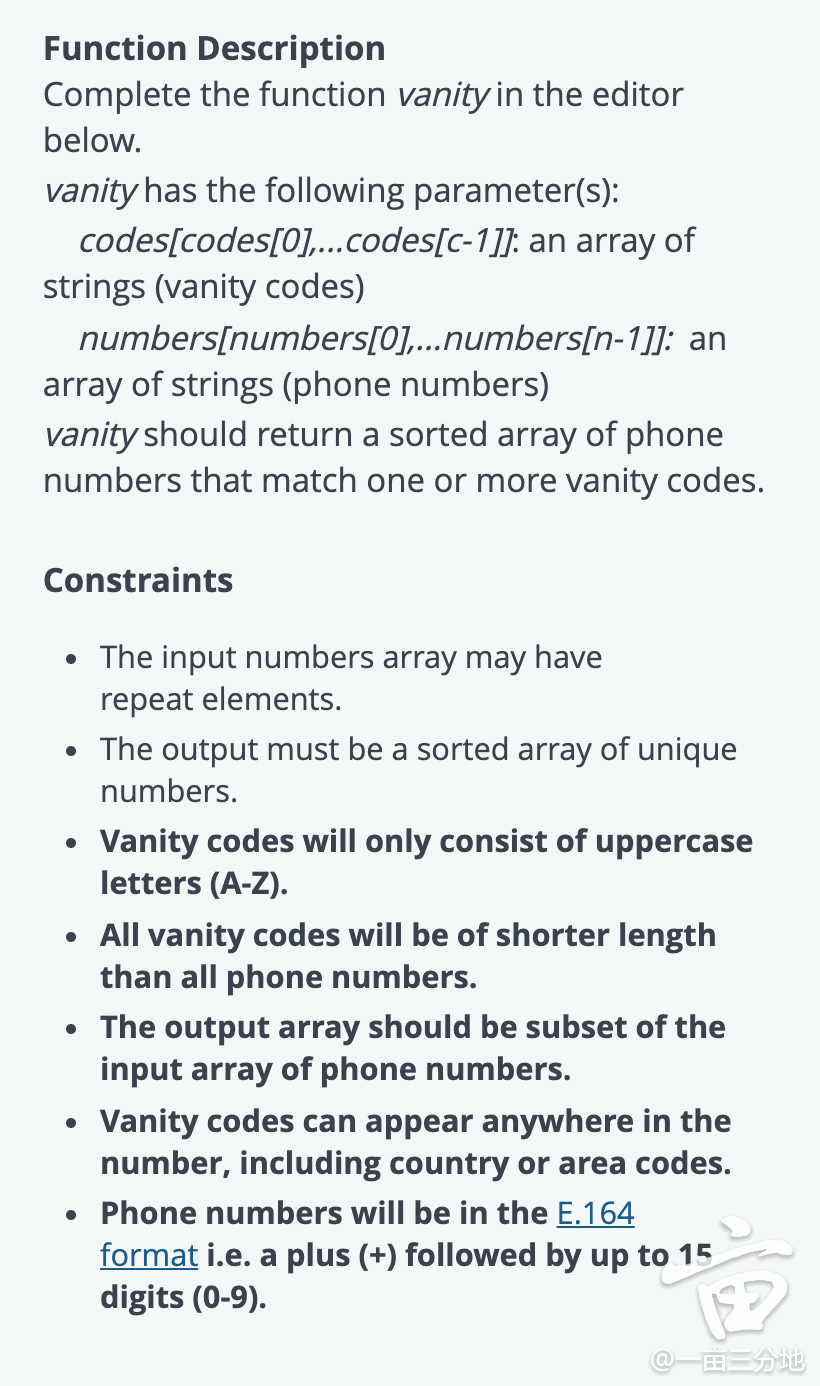 Function Description
Complete the function vanity in the editor
below.
vanity has the following parameter(s):
codes[codes[0],...codes[c-1]]: an array of
strings (vanity codes)
numbers[numbers[0],...numbers[n-1]]: an
array of strings (phone numbers)
vanity should return a sorted array of phone
numbers that match one or more vanity codes.
Constraints
• The input numbers array may have
repeat elements.
• The output must be a sorted array of unique
numbers.
• Vanity codes will only consist of uppercase
letters (A-Z).
• All vanity codes will be of shorter length
than all phone numbers.
• The output array should be subset of the
input array of phone numbers.
• Vanity codes can appear anywhere in the
number, including country or area codes.
• Phone numbers will be in the E.164
format i.e. a plus (+) followed by up to 15
digits (0-9).
亩
@一亩三分地